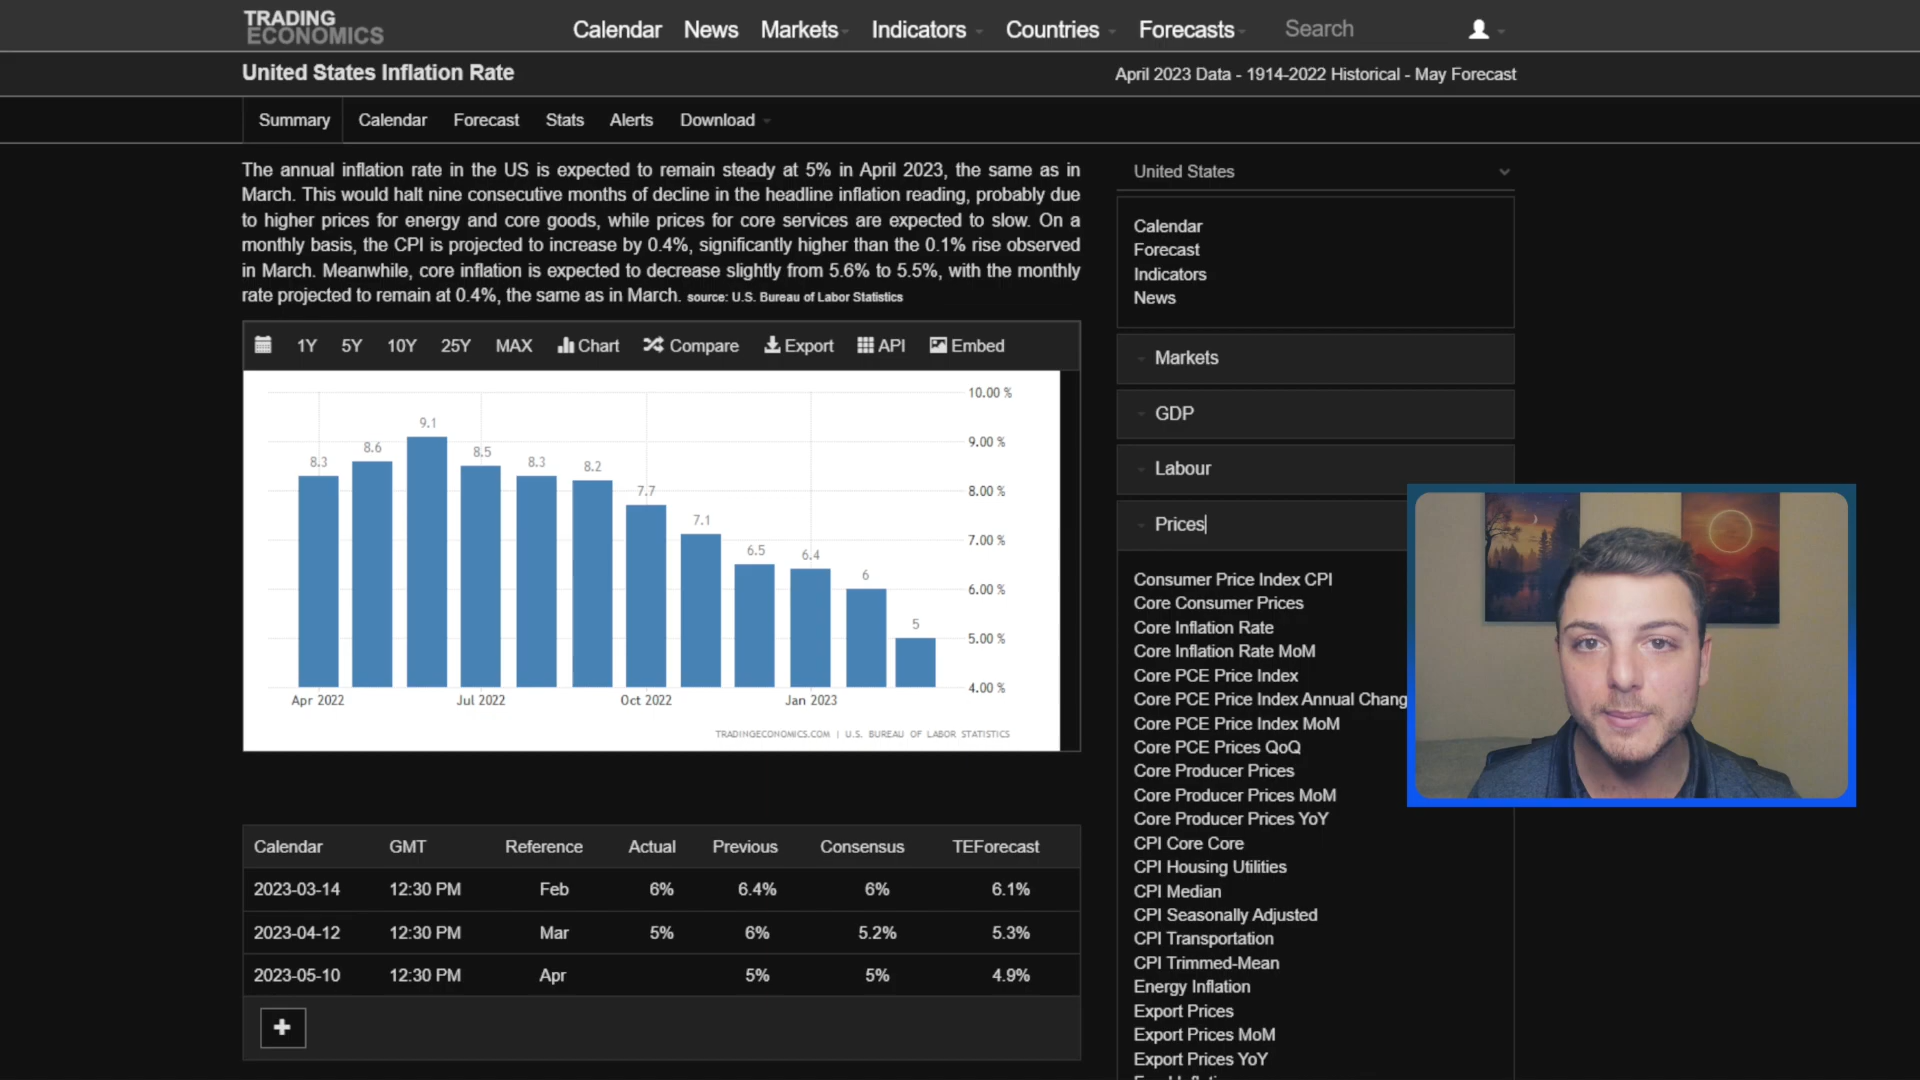 TRADING
ECONOMICS
Calendar News Markets Indicators Countries Forecasts Search
United States Inflation Rate
April 2023 Data - 1914-2022 Historical - May Forecast
Summary Calendar Forecast Stats Alerts Download
The annual inflation rate in the US is expected to remain steady at 5% in April 2023, the same as in
March. This would halt nine consecutive months of decline in the headline inflation reading, probably due
to higher prices for energy and core goods, while prices for core services are expected to slow. On a
monthly basis, the CPI is projected to increase by 0.4%, significantly higher than the 0.1% rise observed
in March. Meanwhile, core inflation is expected to decrease slightly from 5.6% to 5.5%, with the monthly
rate projected to remain at 0.4%, the same as in March. source: U.S. Bureau of Labor Statistics
1Y 5Y 10Y 25Y MAX Chart Compare Export API Embed
10.00 %
9.00 %
8.00 %
7.00 %
6.00 %
5.00 %
4.00 %
8.3 8.6 9.1 8.5 8.3 8.2 7.7 7.1 6.5 6.4 6 5
Apr 2022 Jul 2022 Oct 2022 Jan 2023
TRADINGECONOMICS.COM | U.S. BUREAU OF LABOR STATISTICS
Calendar GMT Reference Actual Previous Consensus TEForecast
2023-03-14 12:30 PM Feb 6% 6.4% 6% 6.1%
2023-04-12 12:30 PM Mar 5% 6% 5.2% 5.3%
2023-05-10 12:30 PM Apr 5% 5% 4.9%
United States
Calendar
Forecast
Indicators
News
Markets
GDP
Labour
Prices
Consumer Price Index CPI
Core Consumer Prices
Core Inflation Rate
Core Inflation Rate MoM
Core PCE Price Index
Core PCE Price Index Annual Chang
Core PCE Price Index MoM
Core PCE Prices QoQ
Core Producer Prices
Core Producer Prices MoM
Core Producer Prices YoY
CPI Core Core
CPI Housing Utilities
CPI Median
CPI Seasonally Adjusted
CPI Transportation
CPI Trimmed-Mean
Energy Inflation
Export Prices
Export Prices MoM
Export Prices YoY